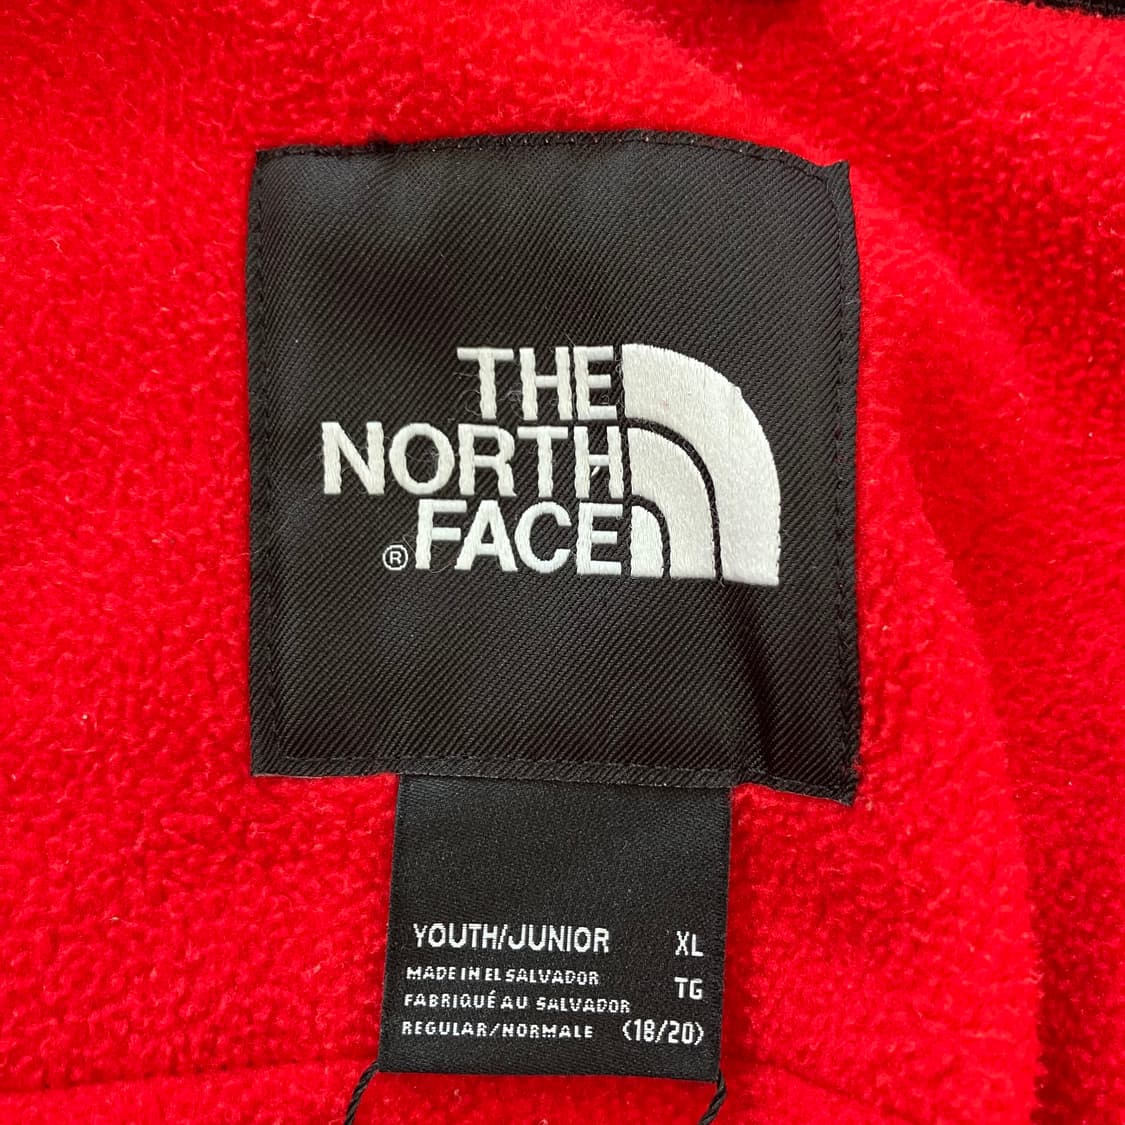 THE
NORTH
® FACE
YOUTH/JUNIOR XL
MADE IN EL SALVADOR TG
FABRIQUÉ AU SALVADOR
REGULAR/NORMALE (18/20)